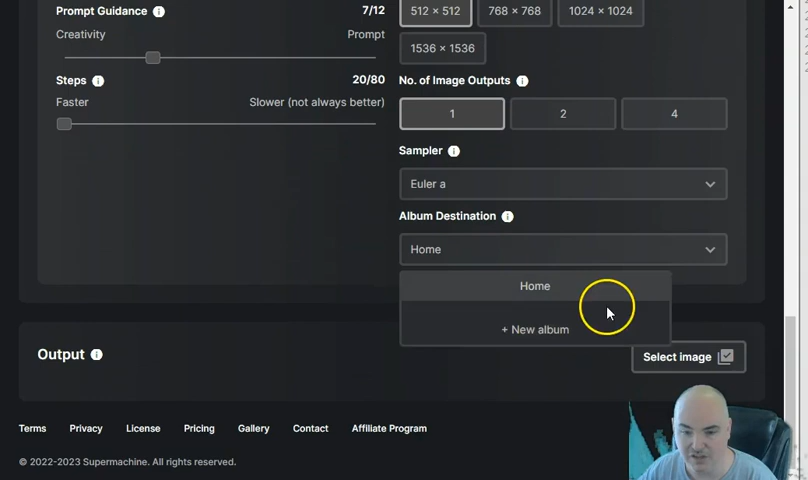 Prompt Guidance 7/12
Creativity Prompt
Steps 20/80
Faster Slower (not always better)
512 × 512 768 × 768 1024 × 1024
1536 × 1536
No. of Image Outputs
1 2 4
Sampler
Euler a
Album Destination
Home
Home
+ New album
Output
Select image
Terms Privacy License Pricing Gallery Contact Affiliate Program
© 2022-2023 Supermachine. All rights reserved.